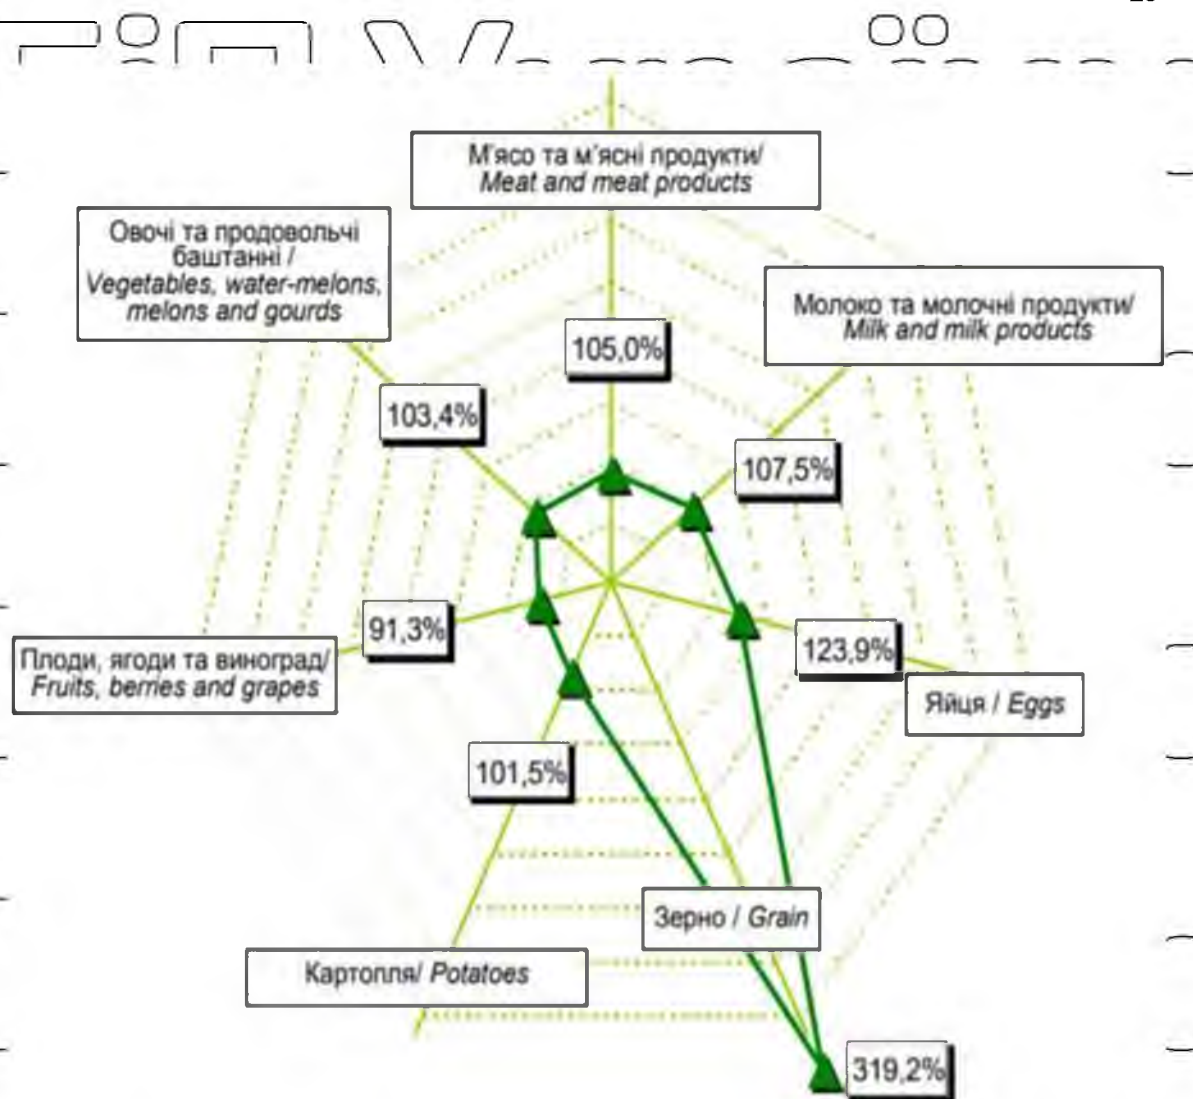 М'ясо та м'ясні продукти/
Meat and meat products
Овочі та продовольчі
баштанні /
Vegetables, water-melons,
melons and gourds
Молоко та молочні продукти/
Milk and milk products
105,0%
103,4%
107,5%
91,3%
123,9%
Плоди, ягоди та виноград/
Fruits, berries and grapes
Яйця / Eggs
101,5%
Зерно / Grain
Картопля/ Potatoes
319,2%